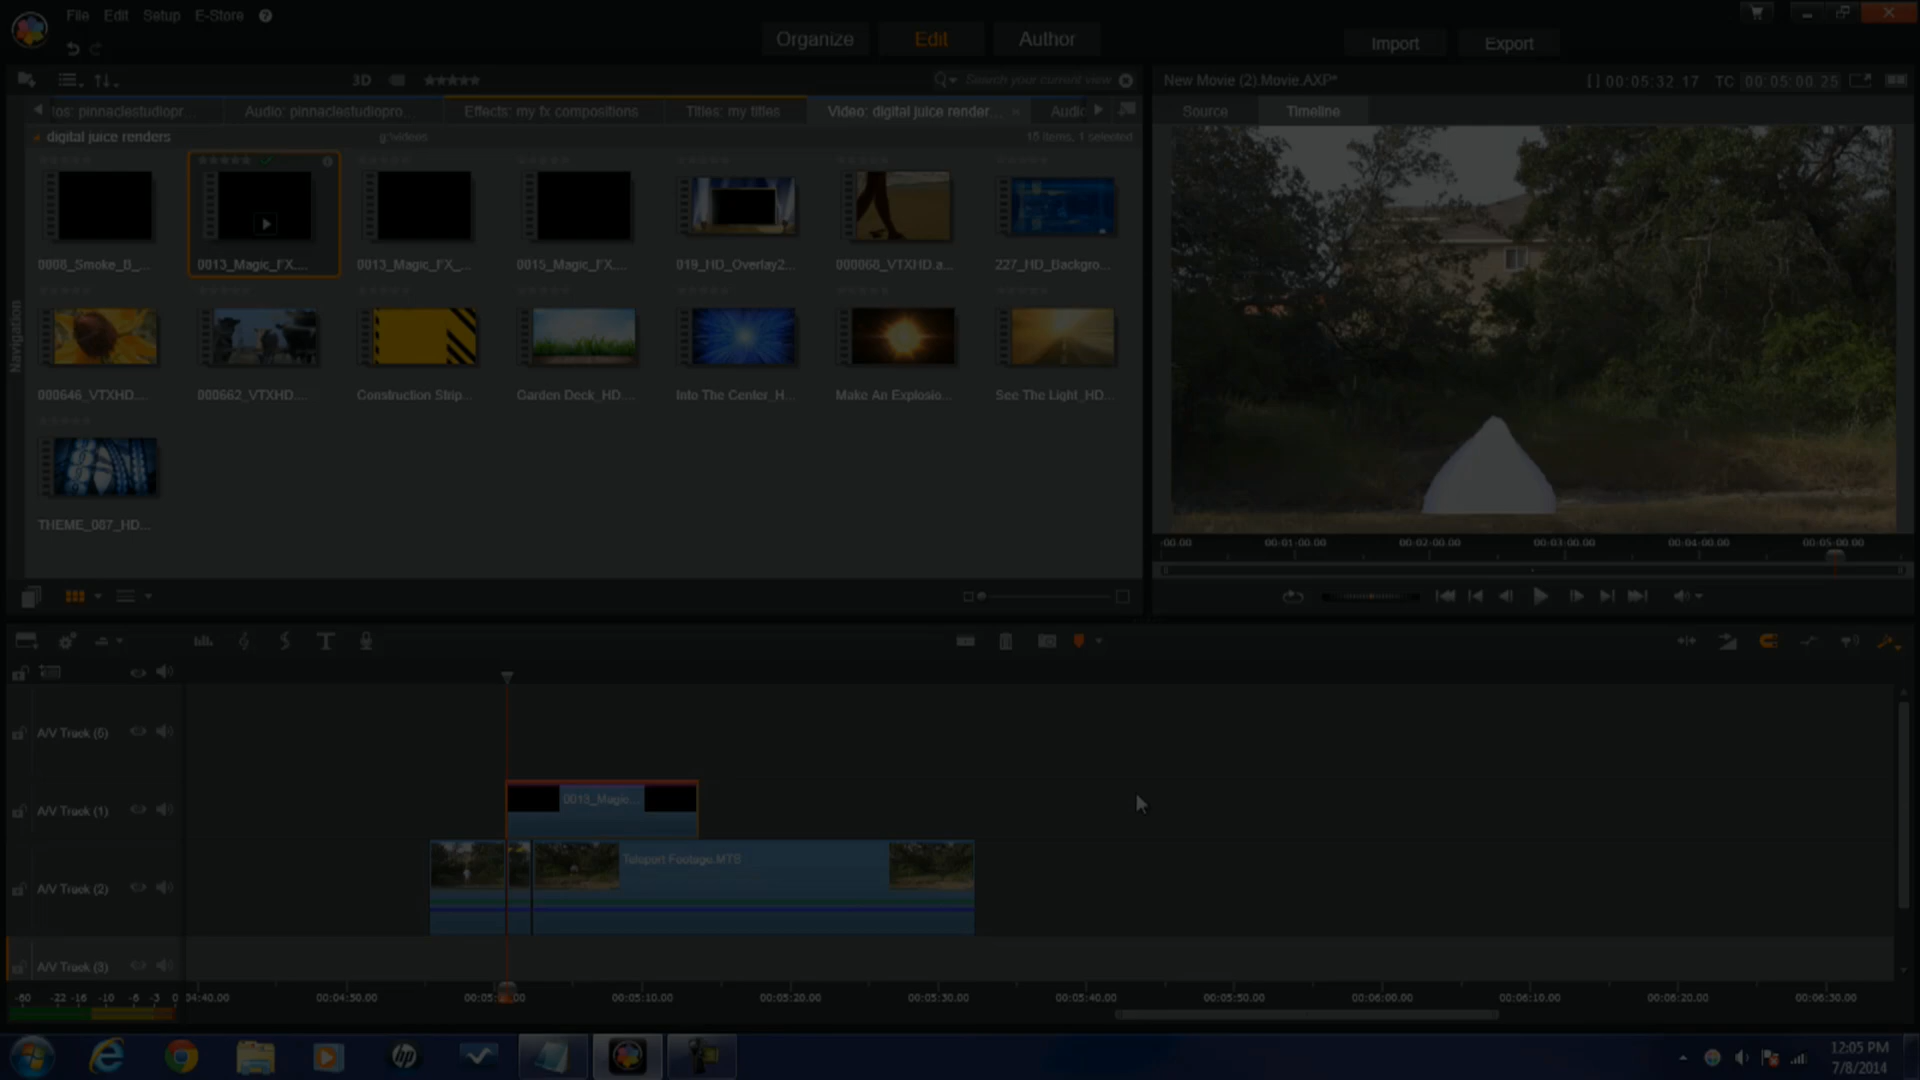 File Edit Setup E-Store
Organize Edit Author
Import Export
3D
Search your current view
New Movie (2).Movie.AXP*
[ ] 00:05:32.17 TC 00:05:00.25
ios: pinnaclestudiopr... Audio: pinnaclestudiopro... Effects: my fx compositions Titles: my titles Video: digital juice render... Audio
Source Timeline
digital juice renders g:\videos 15 items, 1 selected
Navigation
0008_Smoke_B_... 0013_Magic_FX.... 0013_Magic_FX_... 0015_Magic_FX.... 019_HD_Overlay2... 000068_VTXHD.a... 227_HD_Backgro...
000646_VTXHD.... 000662_VTXHD.... Construction Strip... Garden Deck_HD.... Into The Center_H... Make An Explosio... See The Light_HD...
THEME_087_HD...
:00.00 00:01:00.00 00:02:00.00 00:03:00.00 00:04:00.00 00:05:00.00
A/V Track (5)
A/V Track (1)
0013_Magic...
A/V Track (2)
Teleport Footage.MTS
A/V Track (3)
-60 -22 -16 -10 -6 -3 0
04:40.00 00:04:50.00 00:05:10.00 00:05:20.00 00:05:30.00 00:05:40.00 00:05:50.00 00:06:00.00 00:06:10.00 00:06:20.00 00:06:30.00
12:05 PM
7/8/2014